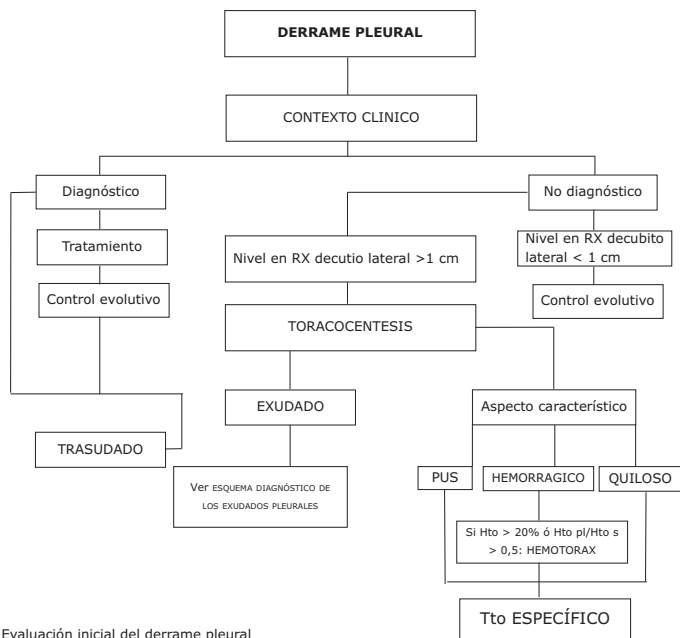 DERRAME PLEURAL
CONTEXTO CLINICO
Diagnóstico
No diagnóstico
Tratamiento
Nivel en RX decutio lateral >1 cm
Nivel en RX decubito
lateral < 1 cm
Control evolutivo
Control evolutivo
TORACOCENTESIS
EXUDADO
Aspecto característico
TRASUDADO
Ver ESQUEMA DIAGNÓSTICO DE
LOS EXUDADOS PLEURALES
PUS
HEMORRAGICO
QUILOSO
Si Hto > 20% ó Hto pl/Hto s
> 0,5: HEMOTORAX
Tto ESPECÍFICO
Evaluación inicial del derrame pleural